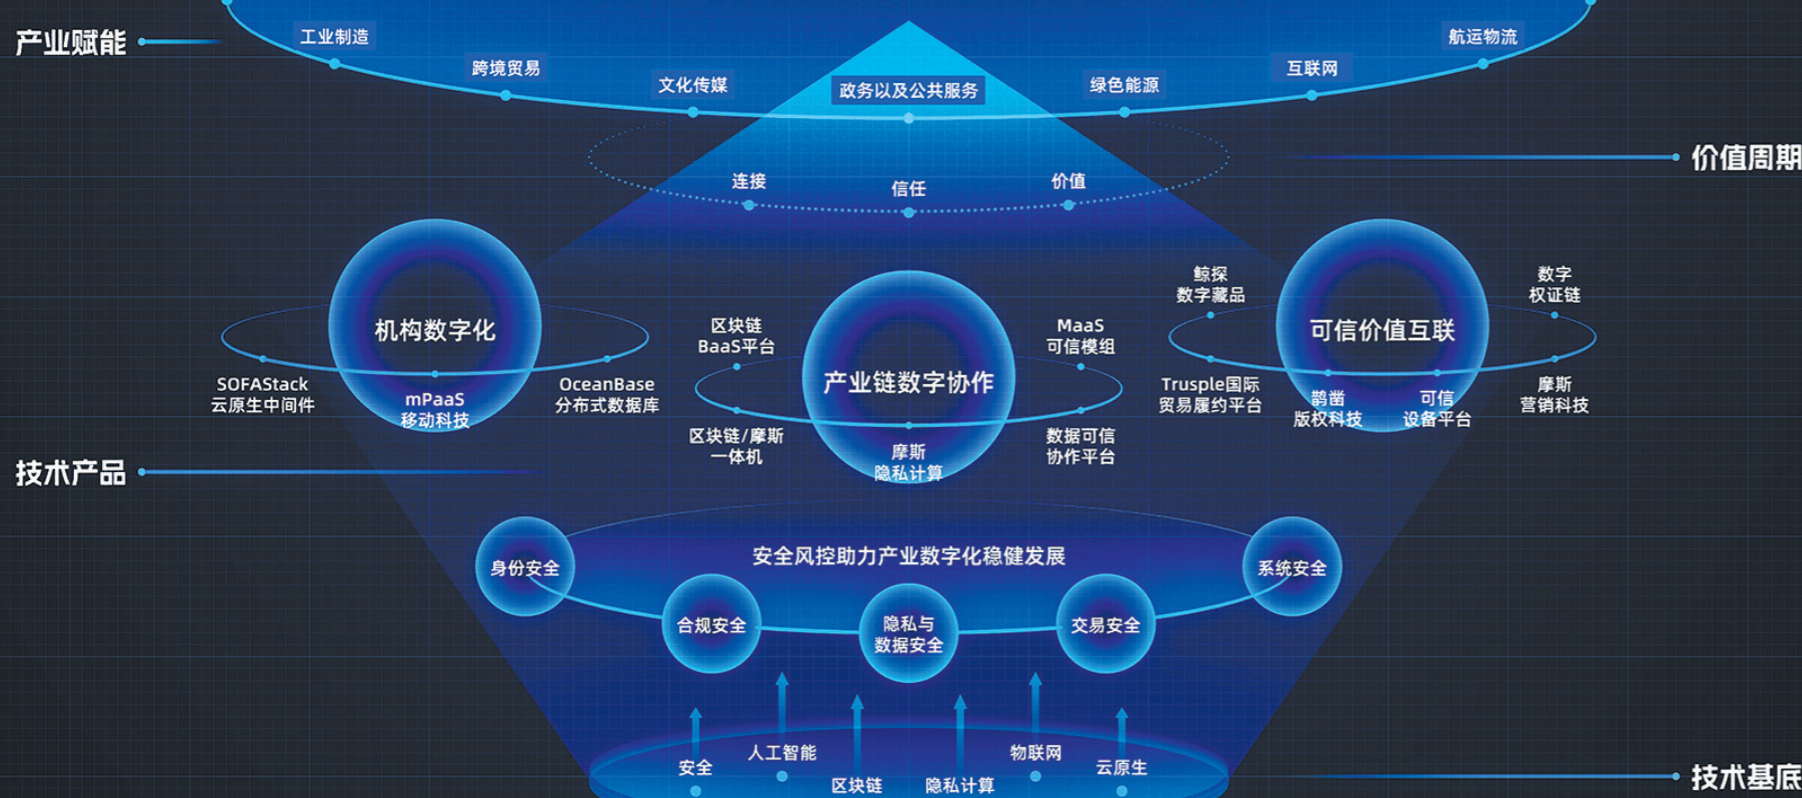 产业赋能
工业制造
跨境贸易
文化传媒
政务以及公共服务
绿色能源
互联网
航运物流
价值周期
连接
信任
价值
机构数字化
SOFAStack
云原生中间件
mPaaS
移动科技
OceanBase
分布式数据库
区块链
BaaS平台
MaaS
可信模组
产业链数字协作
区块链/摩斯
一体机
摩斯
隐私计算
数据可信
协作平台
鲸探
数字藏品
数字
权证链
可信价值互联
Trusple国际
贸易履约平台
鹊凿
版权科技
可信
设备平台
摩斯
营销科技
技术产品
安全风控助力产业数字化稳健发展
身份安全
合规安全
隐私与
数据安全
交易安全
系统安全
安全
人工智能
区块链
隐私计算
物联网
云原生
技术基底